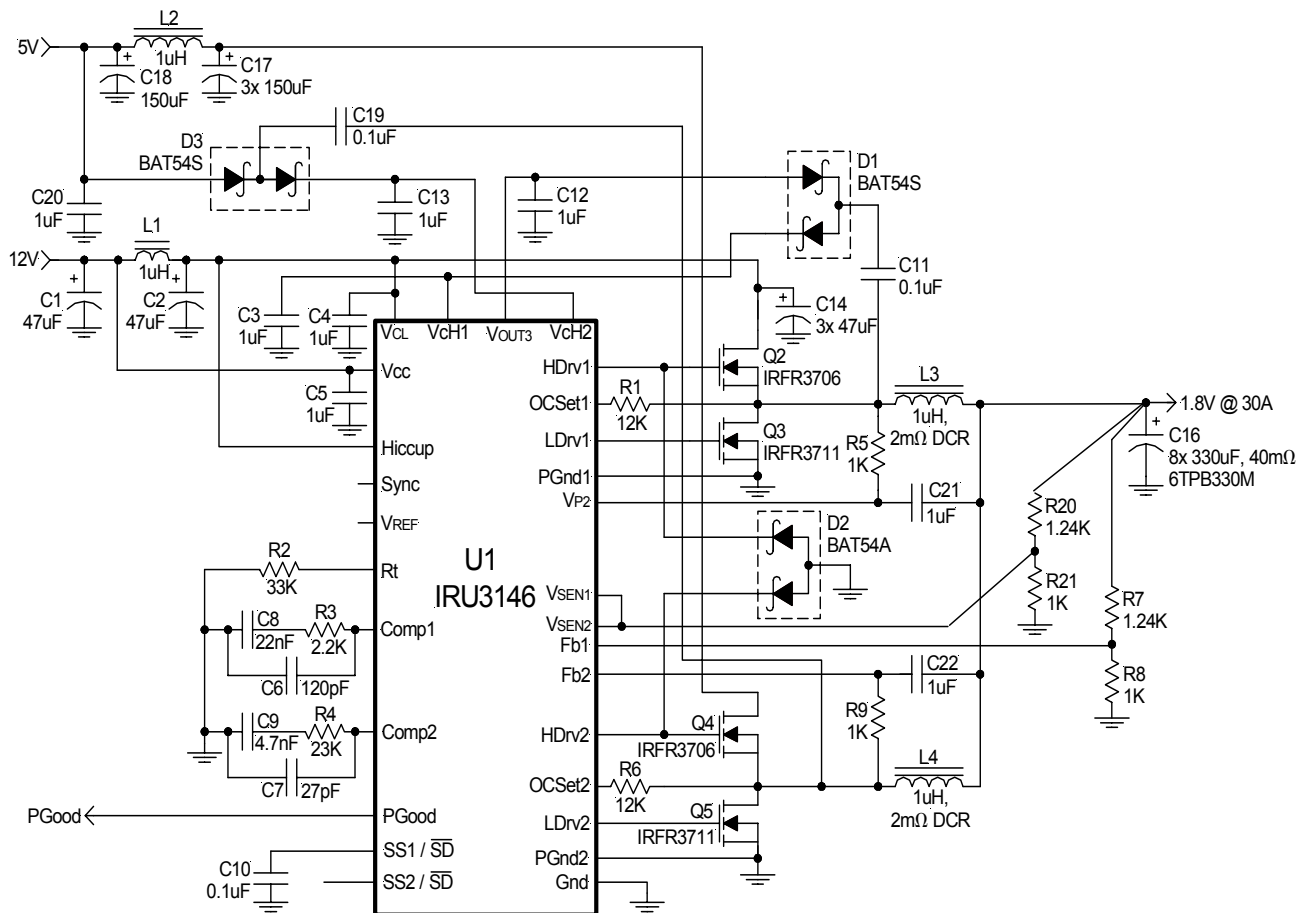 L2
5V
1uH
C18
150uF
C17
3x 150uF
C19
0.1uF
D3
BAT54S
D1
BAT54S
C20
1uF
C13
1uF
C12
1uF
L1
12V
1uH
C11
0.1uF
C1
47uF
C2
47uF
C3
1uF
C4
1uF
C14
3x 47uF
VCL
VcH1
VOUT3
VcH2
Vcc
C5
1uF
HDrv1
Q2
IRFR3706
L3
OCSet1
R1
12K
1uH,
2mΩ DCR
1.8V @ 30A
LDrv1
Q3
IRFR3711
R5
1K
C16
8x 330uF, 40mΩ
6TPB330M
Hiccup
PGnd1
Sync
VP2
C21
1uF
R20
1.24K
VREF
D2
BAT54A
U1
IRU3146
R2
33K
Rt
R21
1K
VSEN1
R7
1.24K
C8
22nF
R3
2.2K
Comp1
VSEN2
Fb1
C6
120pF
Fb2
C22
1uF
R8
1K
C9
4.7nF
R4
23K
Comp2
HDrv2
Q4
IRFR3706
R9
1K
C7
27pF
L4
OCSet2
R6
12K
1uH,
2mΩ DCR
PGood
PGood
LDrv2
Q5
IRFR3711
SS1 / SD
PGnd2
C10
0.1uF
SS2 / SD
Gnd